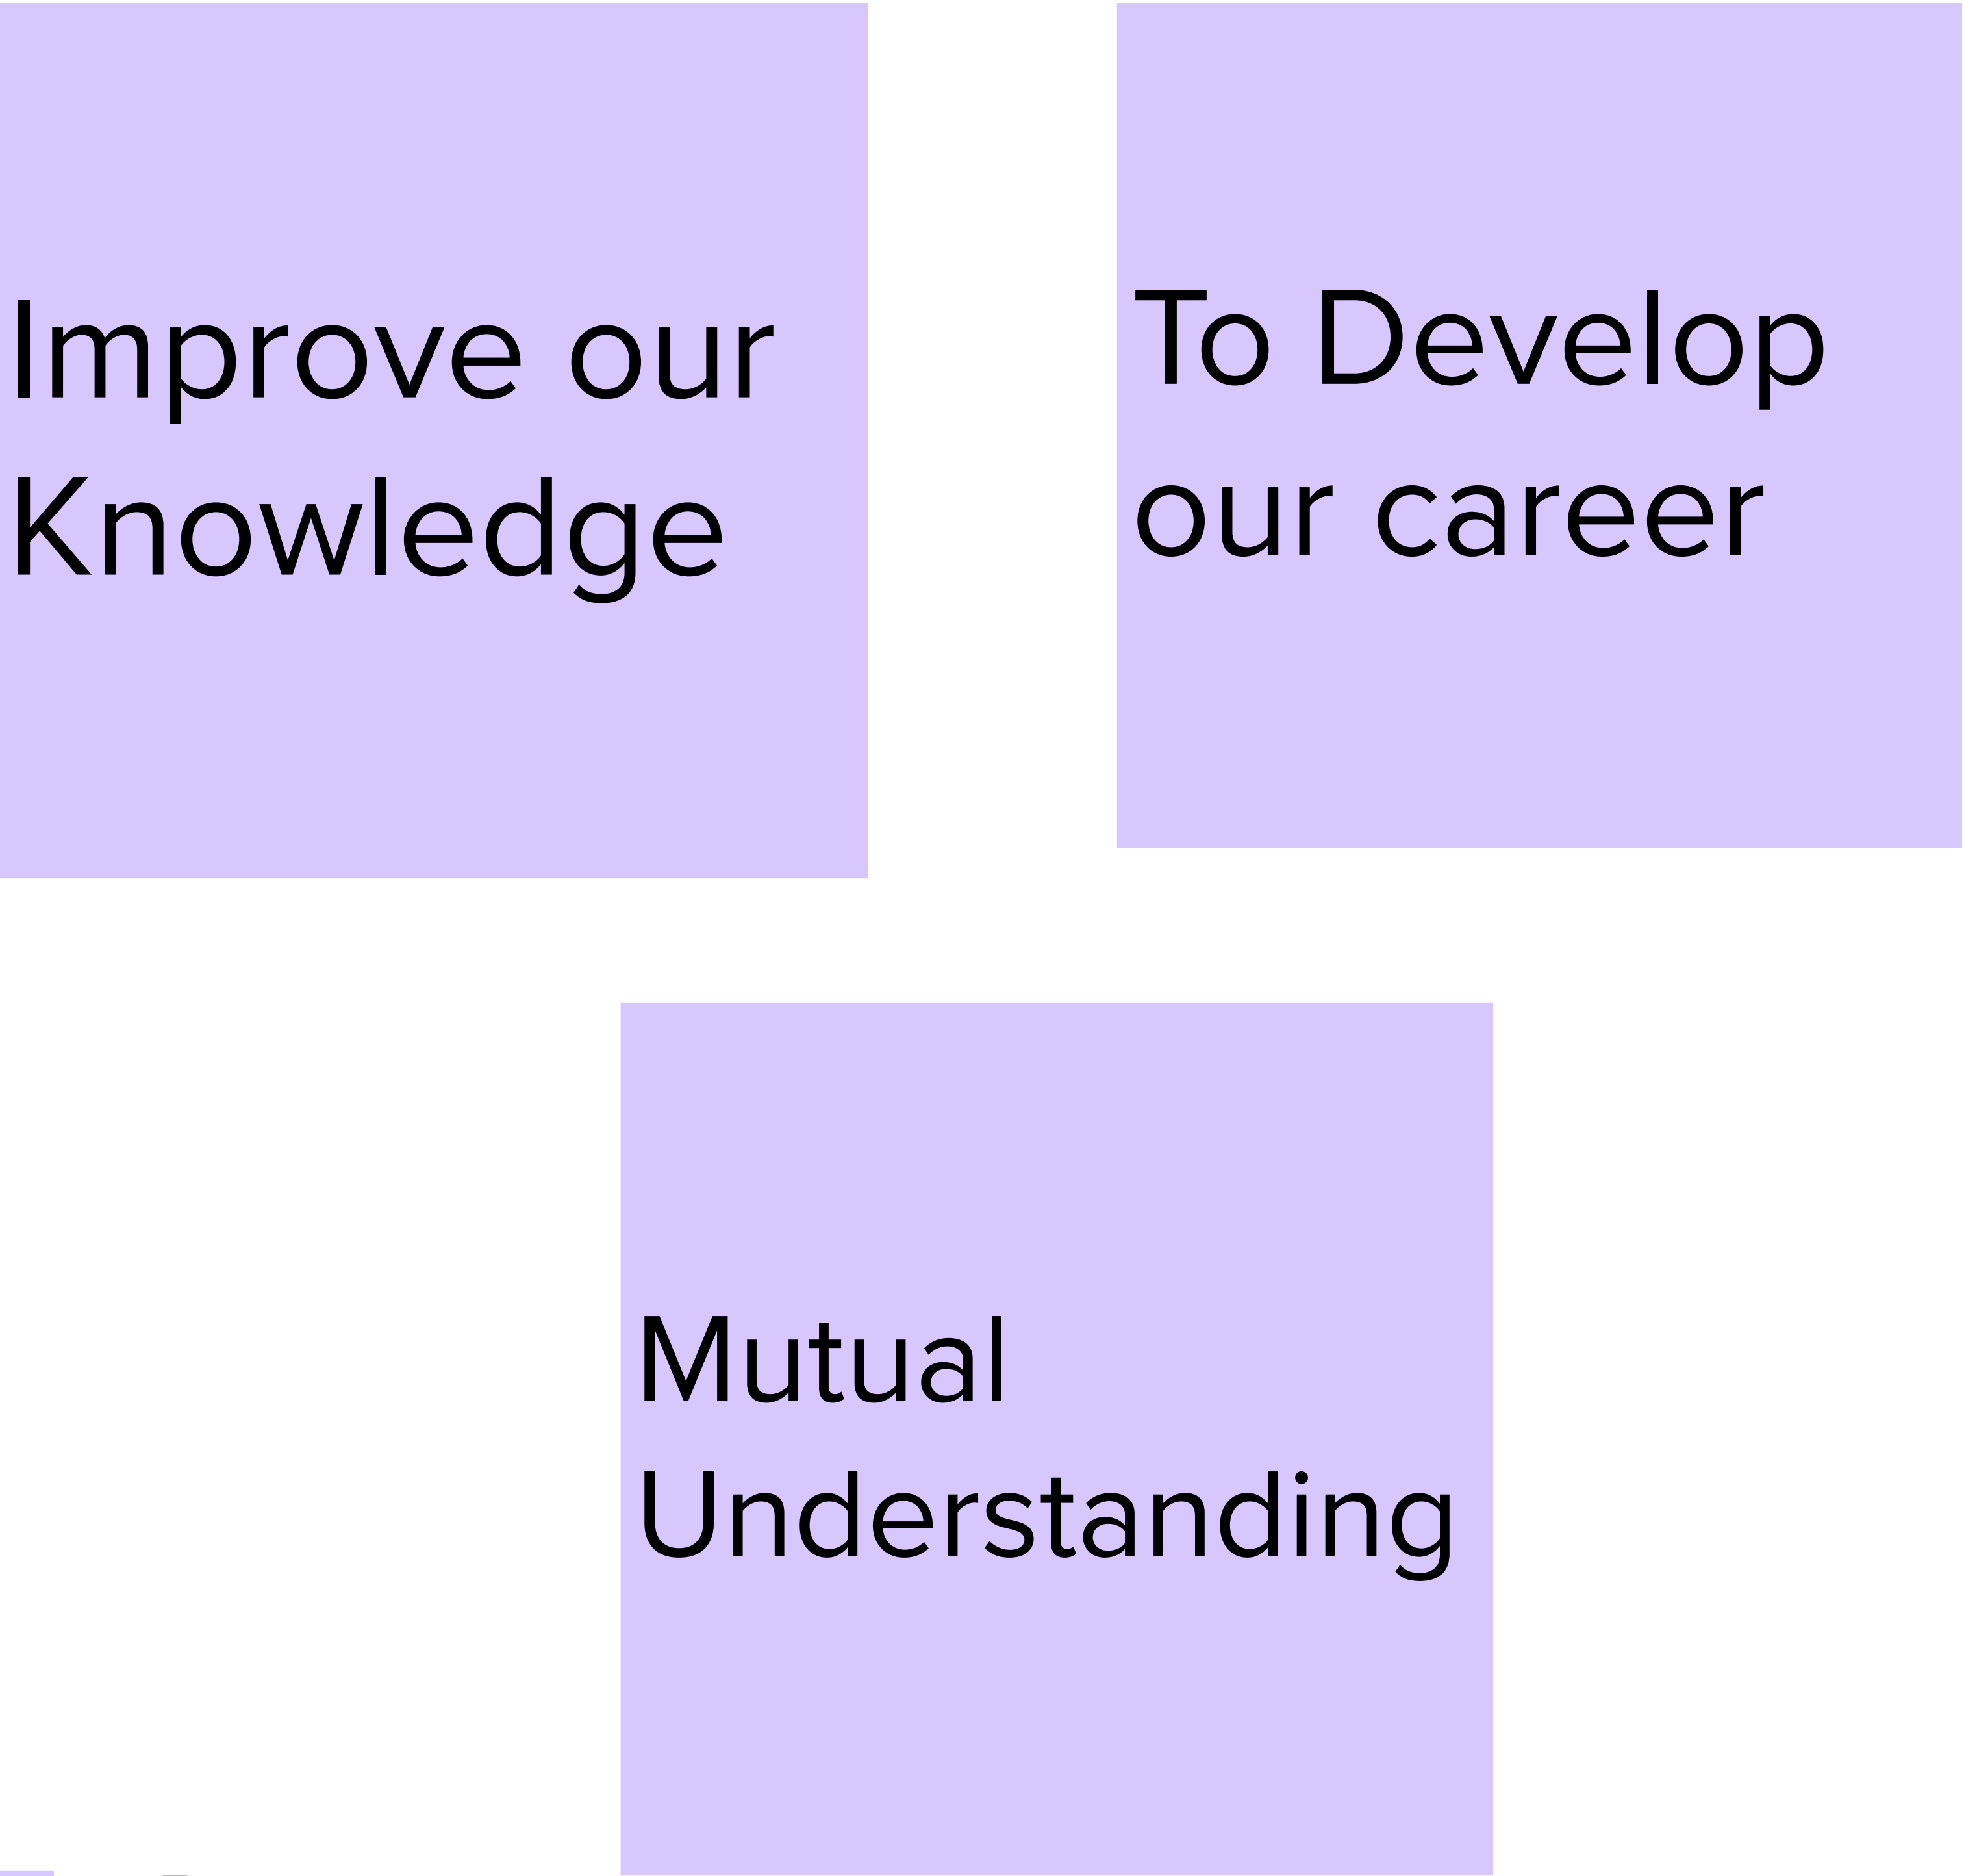 Improve our
Knowledge
To Develop
our career
Mutual
Understanding